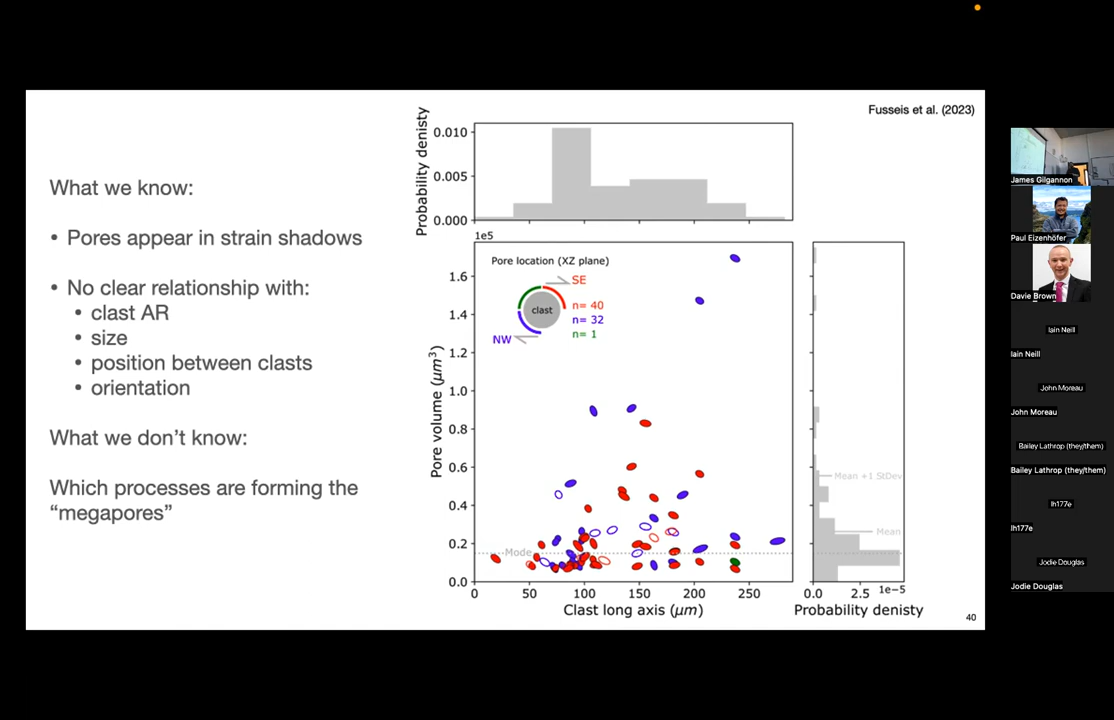 Fusseis et al. (2023)
What we know:
• Pores appear in strain shadows
• No clear relationship with:
• clast AR
• size
• position between clasts
• orientation
What we don't know:
Which processes are forming the
"megapores"
Probability denisty
0.010
0.005
0.000
1e5
Pore volume (μm³)
1.6
1.4
1.2
1.0
0.8
0.6
0.4
0.2
0.0
Pore location (XZ plane)
SE
clast
n= 40
n= 32
n= 1
NW
Mode
0
50
100
150
200
250
Clast long axis (μm)
Mean +1 StDev
Mean
0.0
2.5
1e-5
Probability denisty
40
James Gilgannon
Paul Eizenhöfer
Davie Brown
Iain Neill
Iain Neill
John Moreau
John Moreau
Bailey Lathrop (they/them)
Bailey Lathrop (they/them)
lh177e
lh177e
Jodie Douglas
Jodie Douglas